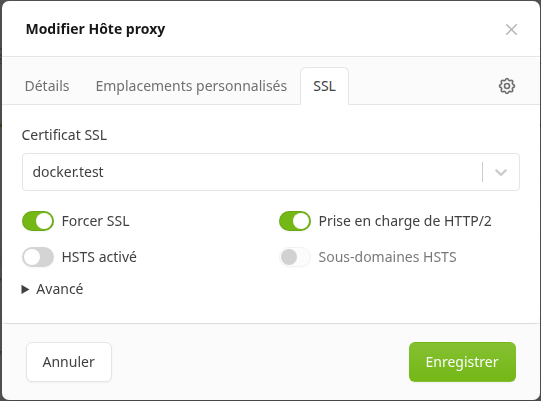 Modifier Hôte proxy
Détails Emplacements personnalisés SSL
Certificat SSL
docker.test
Forcer SSL Prise en charge de HTTP/2
HSTS activé Sous-domaines HSTS
Avancé
Annuler Enregistrer